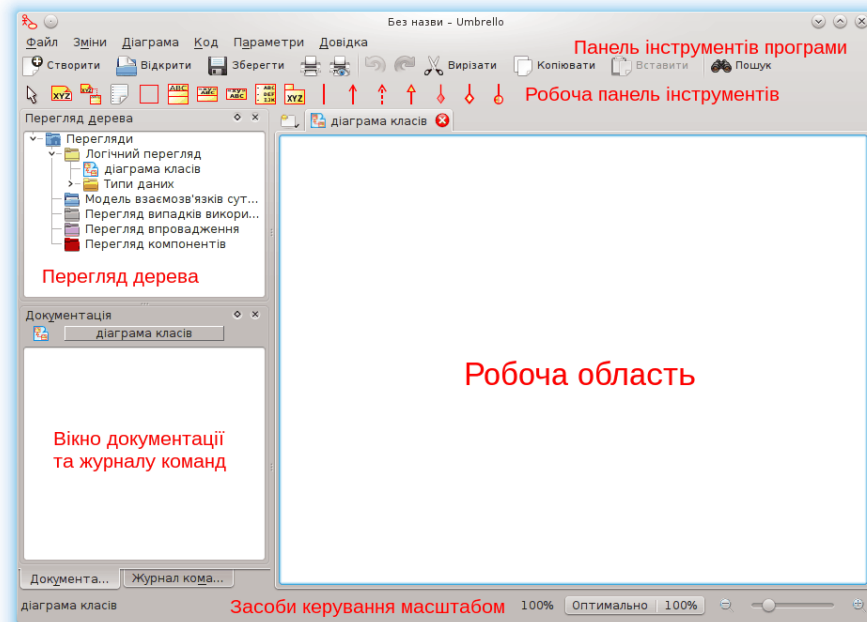 Без назви – Umbrello
Файл Зміни Діаграма Код Параметри Довідка
Панель інструментів програми
Створити Відкрити Зберегти Вирізати Копіювати Вставити Пошук
Робоча панель інструментів
Перегляд дерева
діаграма класів
Перегляди
Логічний перегляд
діаграма класів
Типи даних
Модель взаємозв'язків сут...
Перегляд випадків викори...
Перегляд впровадження
Перегляд компонентів
Перегляд дерева
Документація
діаграма класів
Робоча область
Вікно документації
та журналу команд
Документа... Журнал кома...
діаграма класів
Засоби керування масштабом
100% Оптимально 100%